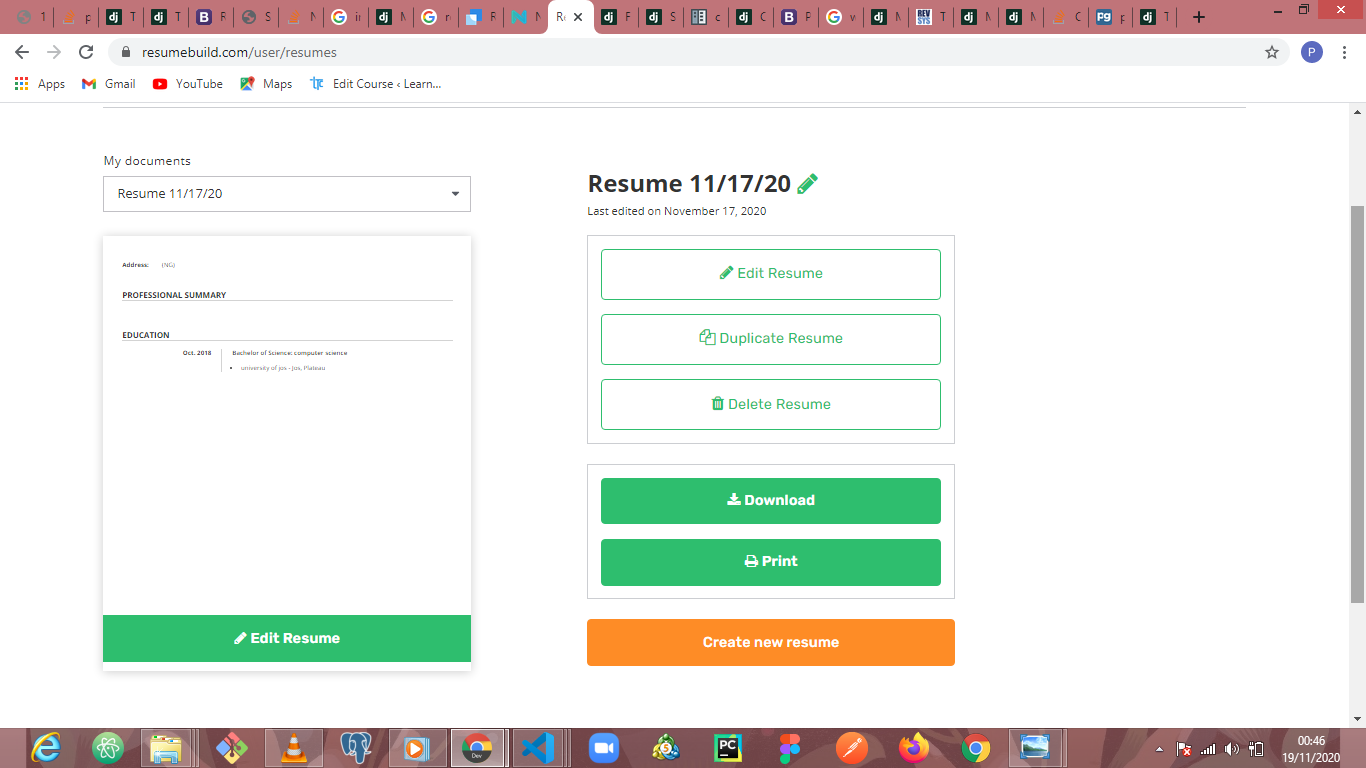 resumebuild.com/user/resumes
P
Apps
Gmail
YouTube
Maps
Edit Course ‹ Learn...
My documents
Resume 11/17/20
Resume 11/17/20
Last edited on November 17, 2020
Address: (NG)
PROFESSIONAL SUMMARY
EDUCATION
Oct. 2018
Bachelor of Science: computer science
• university of jos - Jos, Plateau
Edit Resume
Edit Resume
Duplicate Resume
Delete Resume
Download
Print
Create new resume
00:46
19/11/2020